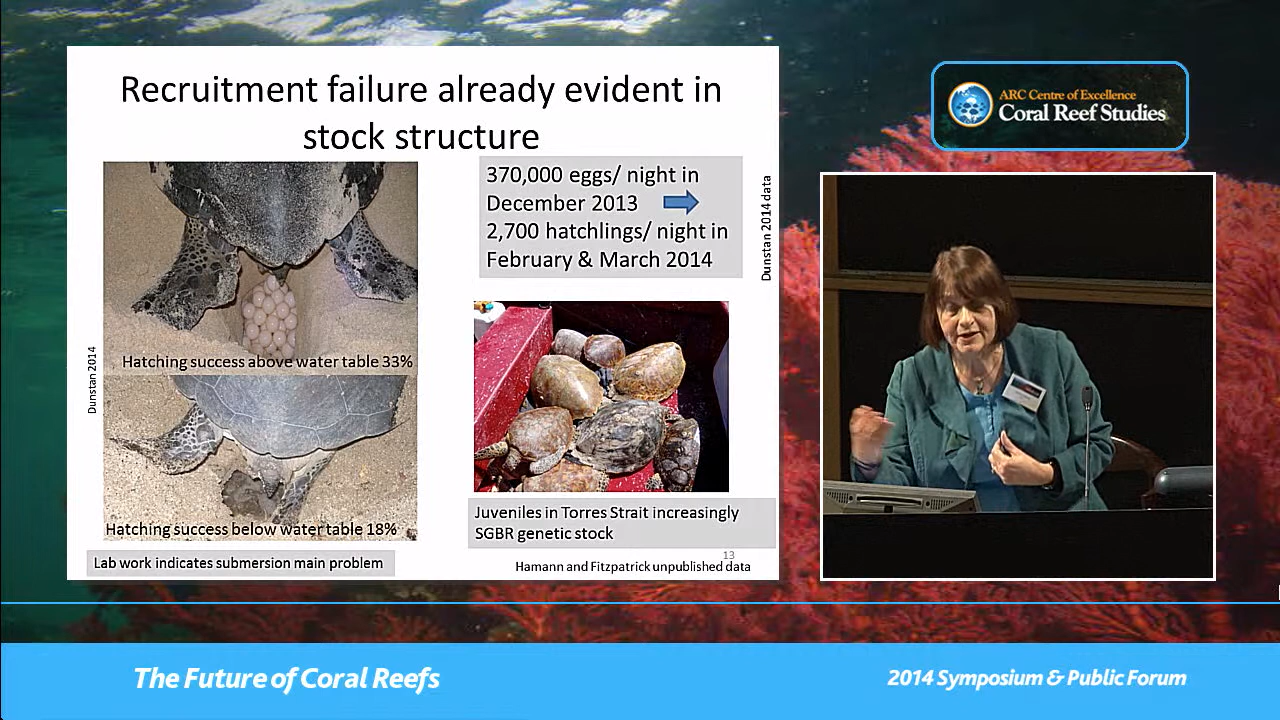 Recruitment failure already evident in
stock structure
370,000 eggs/ night in
December 2013
2,700 hatchlings/ night in
February & March 2014
Dunstan 2014 data
Hatching success above water table 33%
Dunstan 2014
Hatching success below water table 18%
Lab work indicates submersion main problem
Juveniles in Torres Strait increasingly
SGBR genetic stock
13
Hamann and Fitzpatrick unpublished data
ARC Centre of Excellence
Coral Reef Studies
The Future of Coral Reefs
2014 Symposium & Public Forum